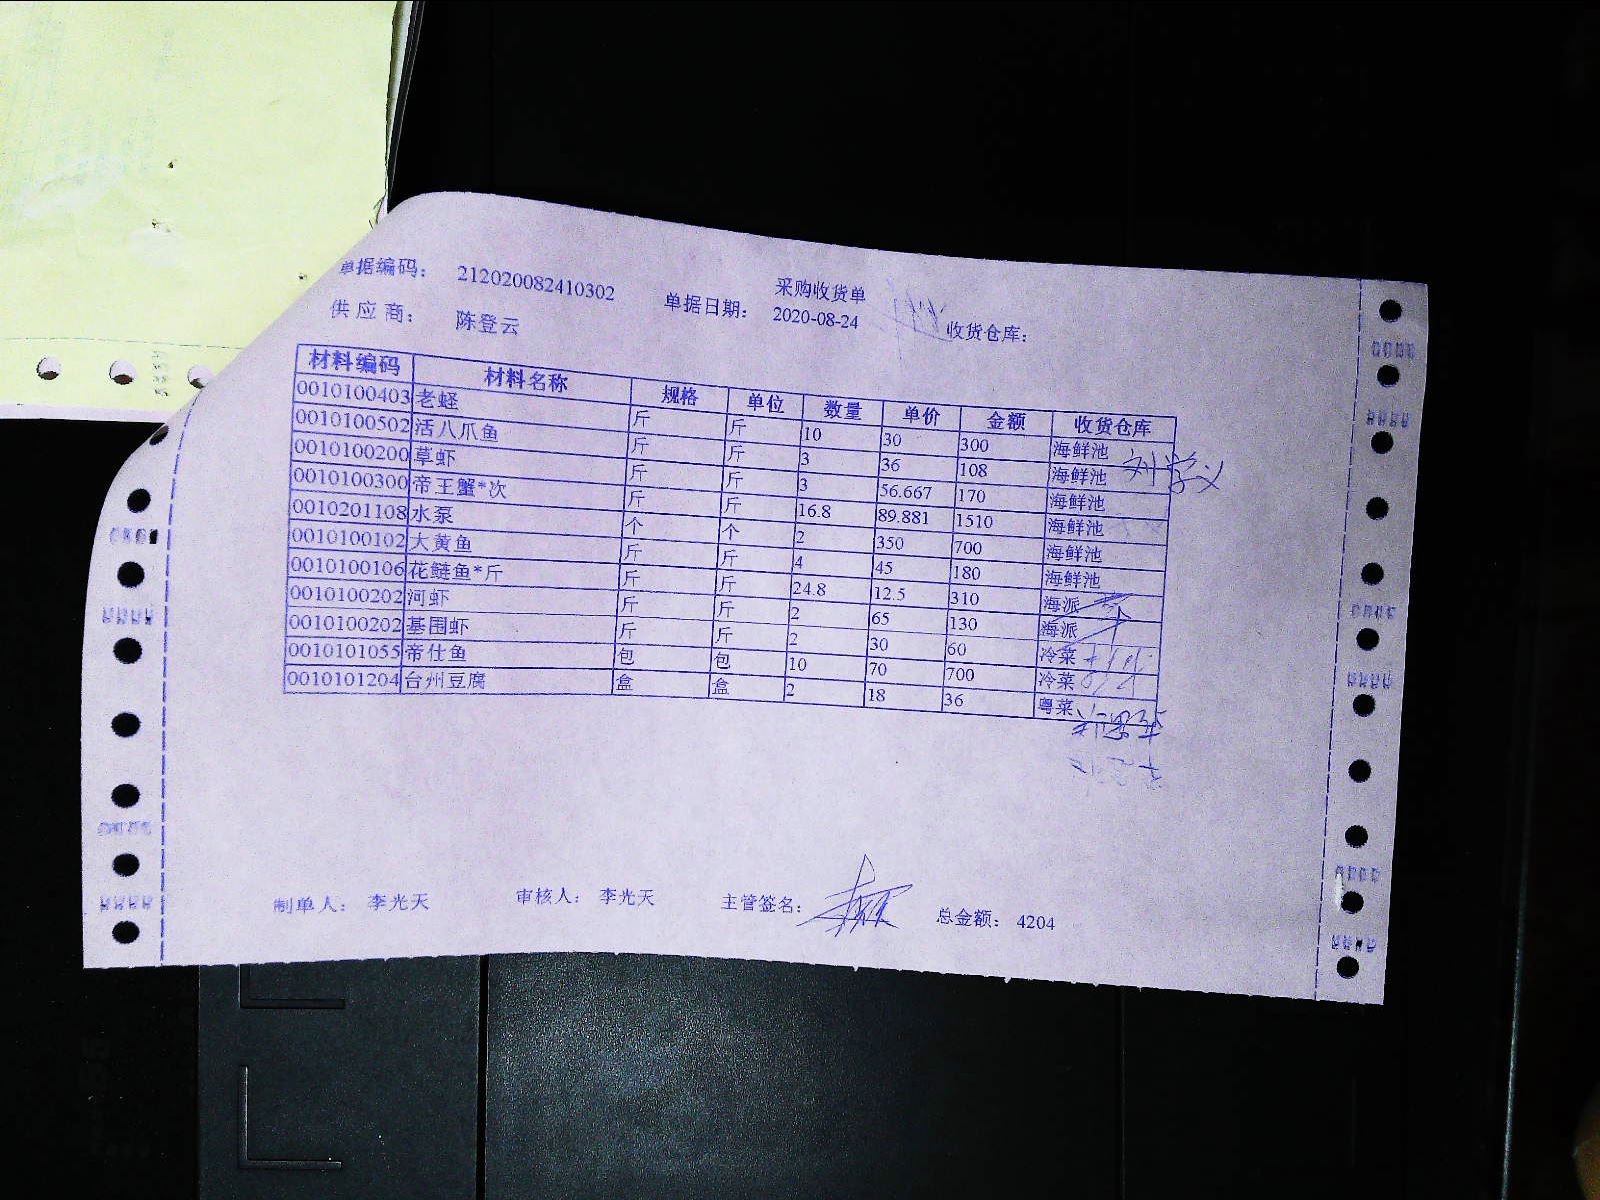 采购收货单
单据编码： 212020082410302 单据日期： 2020-08-24 收货仓库：
供应商： 陈登云
材料编码 材料名称 规格 单位 数量 单价 金额 收货仓库
0010100403 老蛏 斤 斤 10 30 300 海鲜池
0010100502 活八爪鱼 斤 斤 3 36 108 海鲜池 刘学义
0010100200 草虾 斤 斤 3 56.667 170 海鲜池
0010100300 帝王蟹*次 斤 斤 16.8 89.881 1510 海鲜池
0010201108 水泵 个 个 2 350 700 海鲜池
0010100102 大黄鱼 斤 斤 4 45 180 海鲜池
0010100106 花鲢鱼*斤 斤 斤 24.8 12.5 310 海派
0010100202 河虾 斤 斤 2 65 130 海派
0010100202 基围虾 斤 斤 2 30 60 冷菜
0010101055 帝仕鱼 包 包 10 70 700 冷菜
0010101204 台州豆腐 盒 盒 2 18 36 粤菜
制单人： 李光天 审核人： 李光天 主管签名： 总金额： 4204